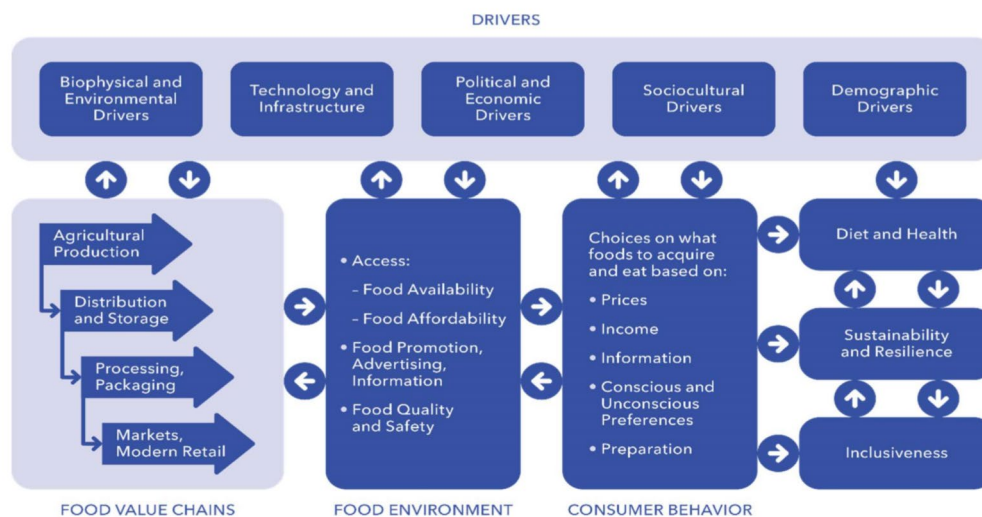 DRIVERS
Biophysical and
Environmental
Drivers
Technology and
Infrastructure
Political and
Economic
Drivers
Sociocultural
Drivers
Demographic
Drivers
Agricultural
Production
Distribution
and Storage
Processing,
Packaging
Markets,
Modern Retail
FOOD VALUE CHAINS
• Access:
– Food Availability
– Food Affordability
• Food Promotion,
Advertising,
Information
• Food Quality
and Safety
FOOD ENVIRONMENT
Choices on what
foods to acquire
and eat based on:
• Prices
• Income
• Information
• Conscious and
Unconscious
Preferences
• Preparation
CONSUMER BEHAVIOR
Diet and Health
Sustainability
and Resilience
Inclusiveness